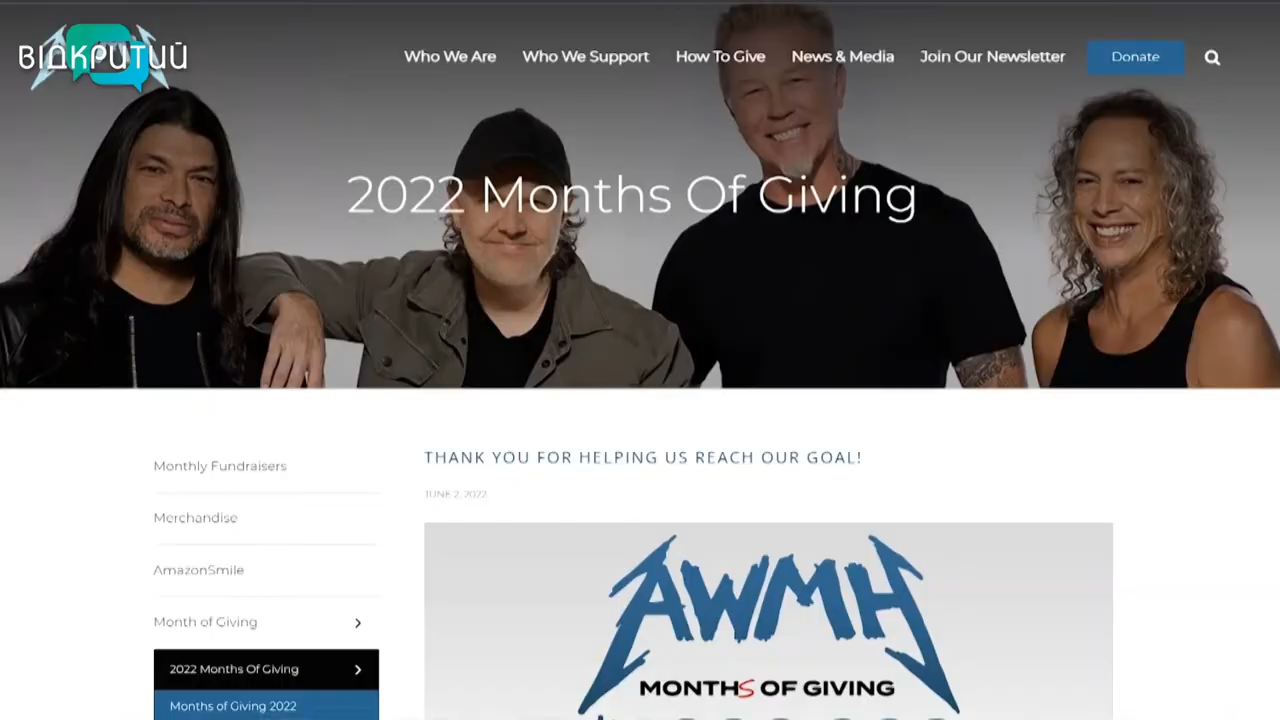 ВІДКРИТИЙ
Who We Are
Who We Support
How To Give
News & Media
Join Our Newsletter
Donate
2022 Months Of Giving
Monthly Fundraisers
Merchandise
AmazonSmile
Month of Giving
2022 Months Of Giving
Months of Giving 2022
THANK YOU FOR HELPING US REACH OUR GOAL!
JUNE 2, 2022
AWMH
MONTHS OF GIVING